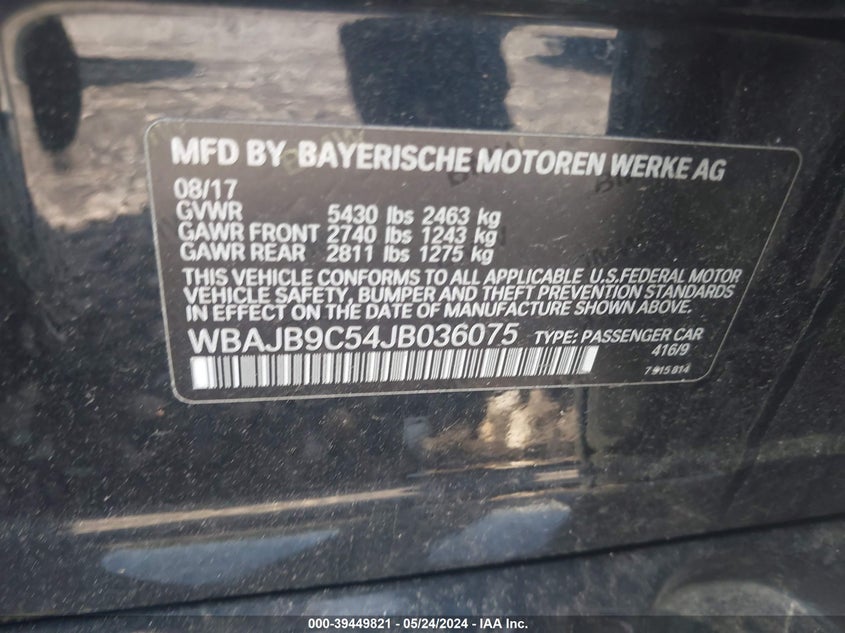 MFD BY BAYERISCHE MOTOREN WERKE AG
08/17
GVWR 5430 lbs 2463 kg
GAWR FRONT 2740 lbs 1243 kg
GAWR REAR 2811 lbs 1275 kg
THIS VEHICLE CONFORMS TO ALL APPLICABLE U.S.FEDERAL MOTOR
VEHICLE SAFETY, BUMPER AND THEFT PREVENTION STANDARDS
IN EFFECT ON THE DATE OF MANUFACTURE SHOWN ABOVE.
WBAJB9C54JB036075 TYPE: PASSENGER CAR
416/9
7 915 814
000-39449821 / 05/24/2024 - IAA Inc.